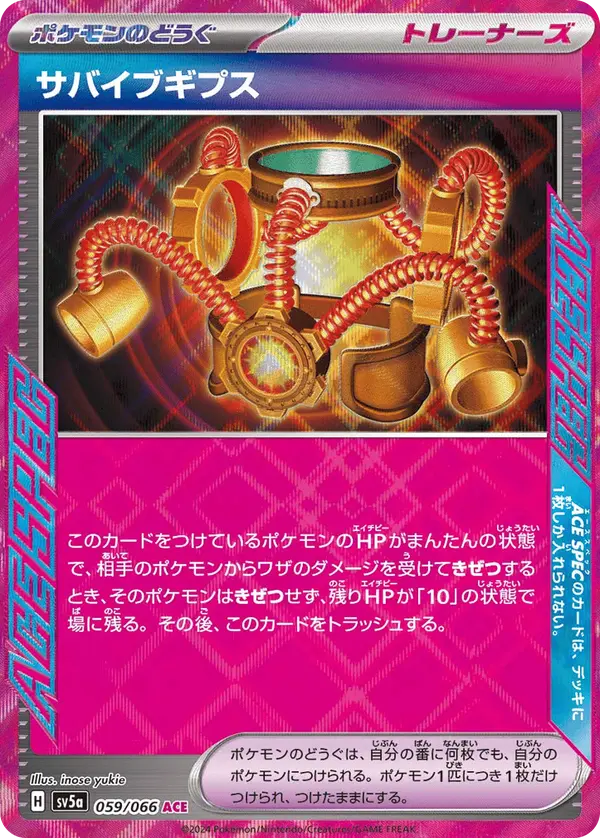 ポケモンのどうぐ
トレーナーズ
サバイブギプス
ACE SPEC
ACE SPEC
このカードをつけているポケモンのHPがまんたんの状態
で、相手のポケモンからワザのダメージを受けてきぜつする
とき、そのポケモンはきぜつせず、残りHPが「10」の状態で
場に残る。その後、このカードをトラッシュする。
ACE SPECのカードは、デッキに
1枚しか入れられない。
ポケモンのどうぐは、自分の番に何枚でも、自分の
ポケモンにつけられる。ポケモン1匹につき1枚だけ
つけられ、つけたままにする。
Illus. inose yukie
H sv5a 059/066 ACE
©2024 Pokémon/Nintendo/Creatures/GAME FREAK